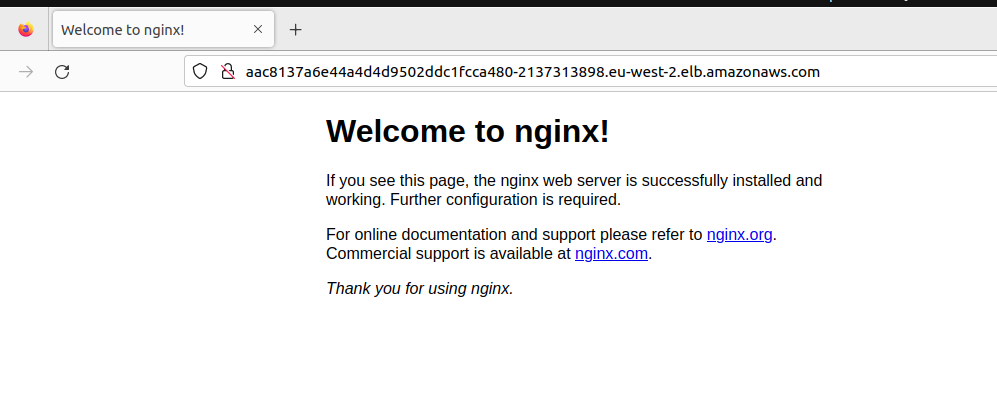 Welcome to nginx!
aac8137a6e44a4d4d9502ddc1fcca480-2137313898.eu-west-2.elb.amazonaws.com
Welcome to nginx!
If you see this page, the nginx web server is successfully installed and
working. Further configuration is required.
For online documentation and support please refer to nginx.org.
Commercial support is available at nginx.com.
Thank you for using nginx.